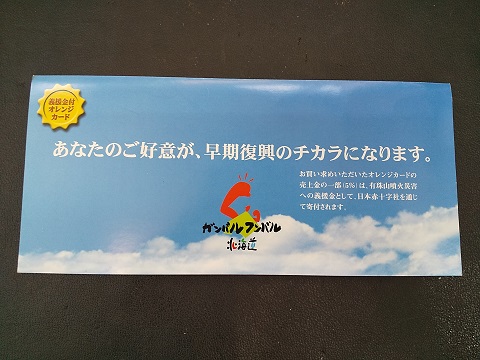 義援金付
オレンジ
カード
あなたのご好意が、早期復興のチカラになります。
お買い求めいただいたオレンジカードの
売上金の一部(5%)は、有珠山噴火災害
への義援金として、日本赤十字社を通じ
て寄付されます。
ガンバルフンバル
北海道